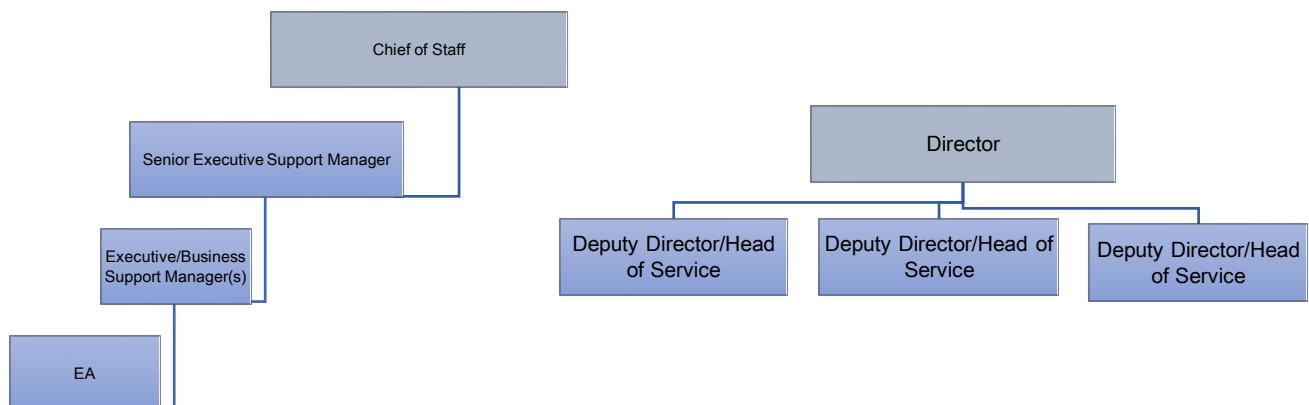 Chief of Staff
Senior Executive Support Manager
Executive/Business
Support Manager(s)
EA
Director
Deputy Director/Head
of Service
Deputy Director/Head of
Service
Deputy Director/Head
of Service